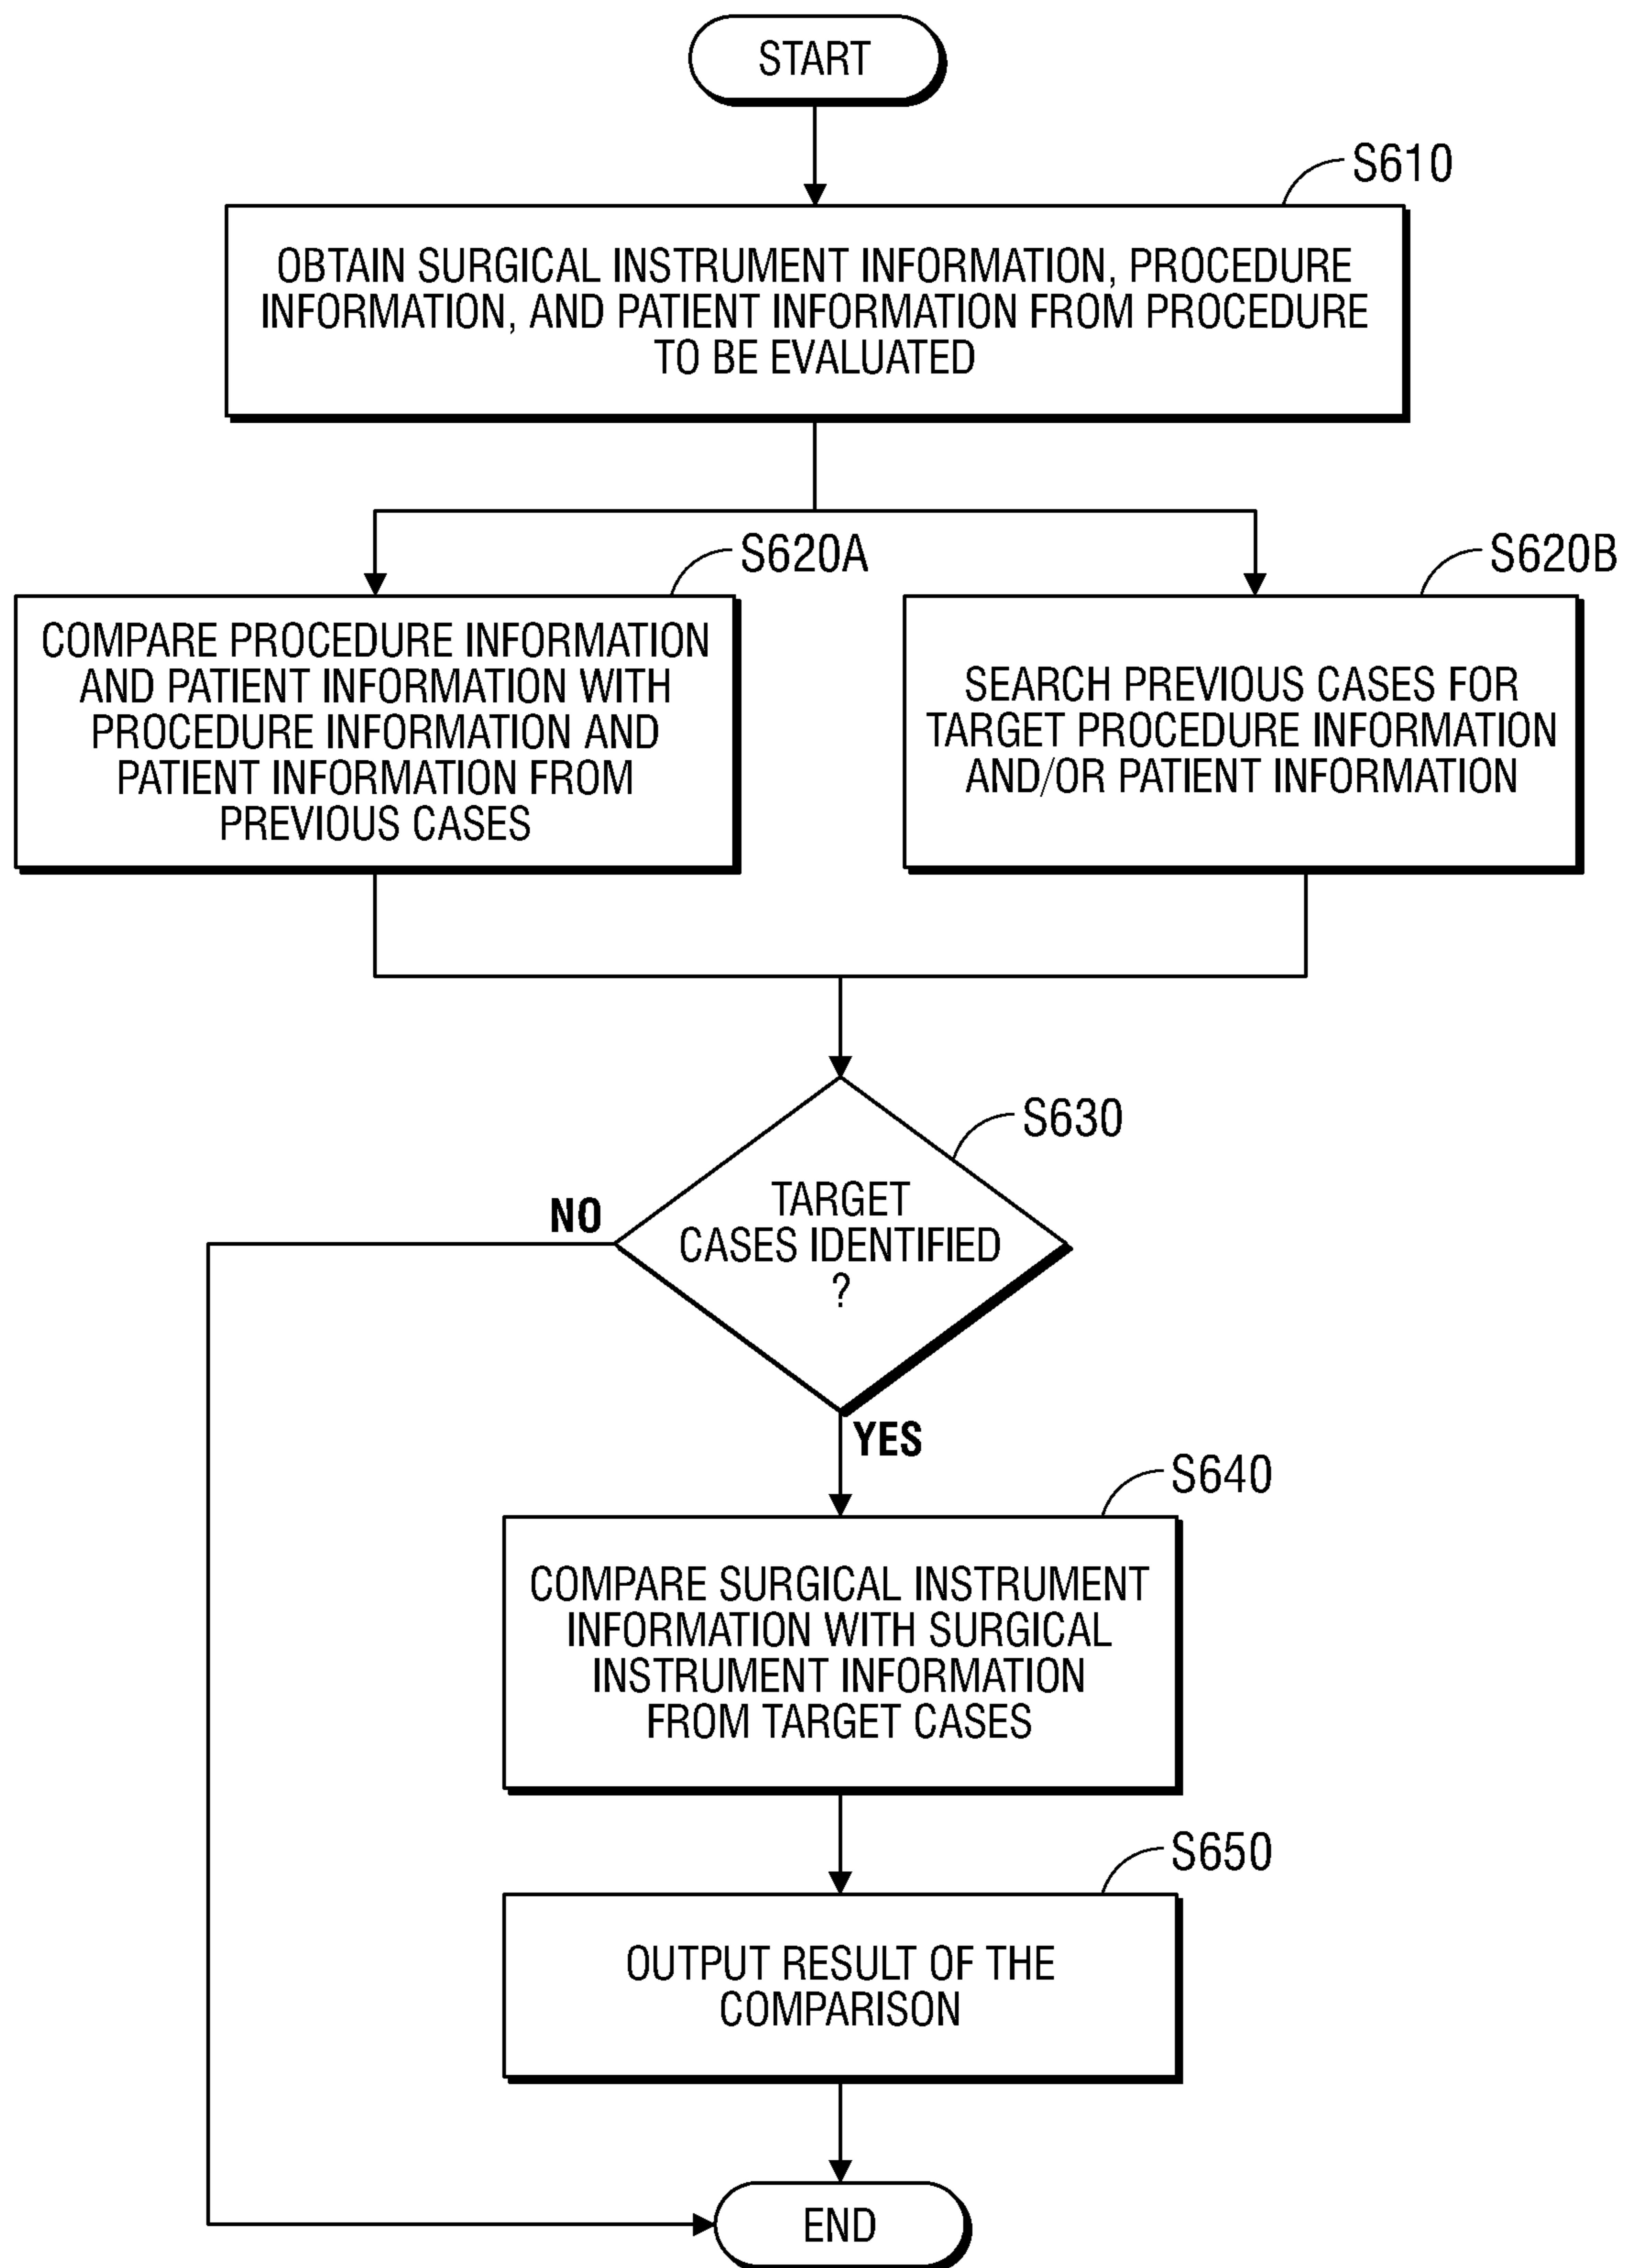 START
S610
OBTAIN SURGICAL INSTRUMENT INFORMATION, PROCEDURE
INFORMATION, AND PATIENT INFORMATION FROM PROCEDURE
TO BE EVALUATED
S620A
COMPARE PROCEDURE INFORMATION
AND PATIENT INFORMATION WITH
PROCEDURE INFORMATION AND
PATIENT INFORMATION FROM
PREVIOUS CASES
S620B
SEARCH PREVIOUS CASES FOR
TARGET PROCEDURE INFORMATION
AND/OR PATIENT INFORMATION
S630
TARGET
CASES IDENTIFIED
?
NO
YES
S640
COMPARE SURGICAL INSTRUMENT
INFORMATION WITH SURGICAL
INSTRUMENT INFORMATION
FROM TARGET CASES
S650
OUTPUT RESULT OF THE
COMPARISON
END